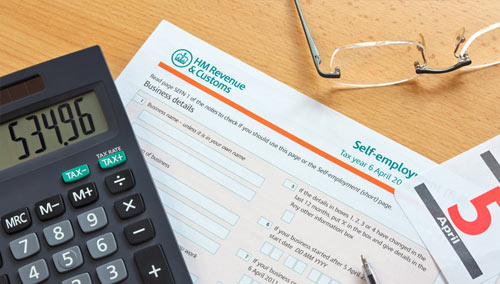 HM Revenue
& Customs
Read page SEFN 1 of the notes to check if you should use this page or the Self-employment (short) page.
Business details
1 Business name - unless it is in your own name
of business
Self-employ
Tax year 6 April 20
5 If the details in boxes 1, 2, 3 or 4 have changed in the
last 12 months, put 'X' in the box and give details in the
Any other information box
6 If your business started after 5 April
start date
6 April 2011
If your bus
534.96
TAX RATE
TAX-
TAX+
MRC
M-
M+
÷
7
8
9
×
4
5
6
-
1
2
3
+
5
April